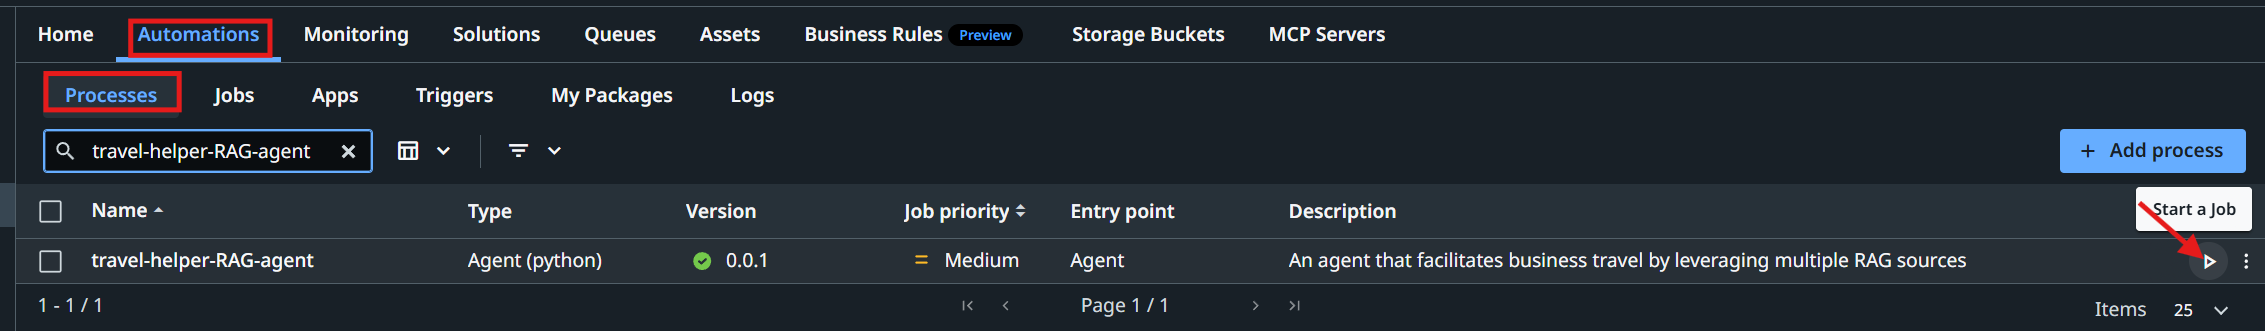 Home Automations Monitoring Solutions Queues Assets Business Rules Preview Storage Buckets MCP Servers
Processes Jobs Apps Triggers My Packages Logs
travel-helper-RAG-agent
+ Add process
Name Type Version Job priority Entry point Description
Start a Job
travel-helper-RAG-agent Agent (python) 0.0.1 Medium Agent An agent that facilitates business travel by leveraging multiple RAG sources
1 - 1 / 1 Page 1 / 1 Items 25